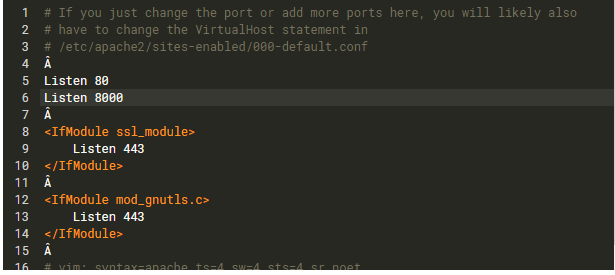 1 # If you just change the port or add more ports here, you will likely also
2 # have to change the VirtualHost statement in
3 # /etc/apache2/sites-enabled/000-default.conf
4 Â
5 Listen 80
6 Listen 8000
7 Â
8 <IfModule ssl_module>
9     Listen 443
10 </IfModule>
11 Â
12 <IfModule mod_gnutls.c>
13     Listen 443
14 </IfModule>
15 Â
16 # vim: syntax=apache ts=4 sw=4 sts=4 sr noet